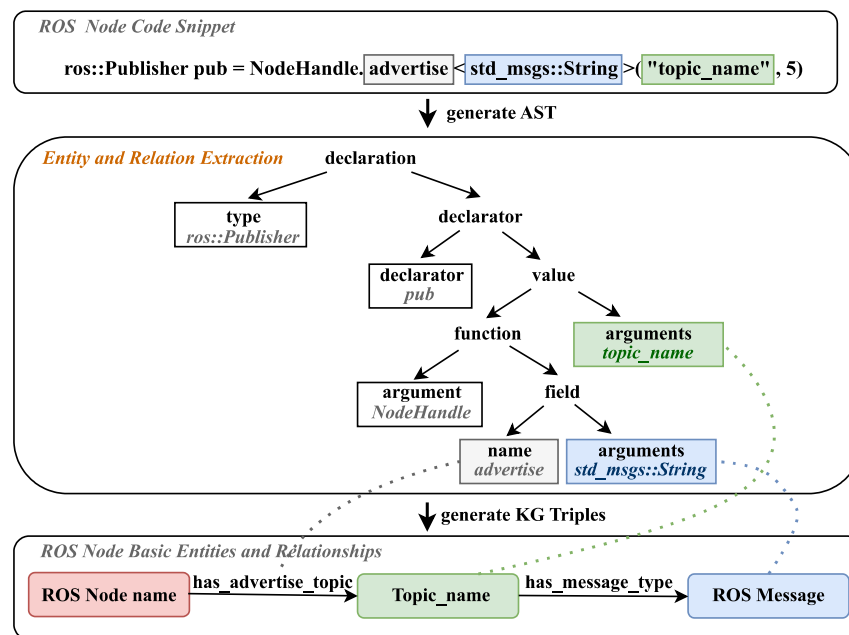 ROS Node Code Snippet
ros::Publisher pub = NodeHandle.advertise<std_msgs::String>("topic_name", 5)
generate AST
Entity and Relation Extraction
declaration
type
ros::Publisher
declarator
declarator
pub
value
function
arguments
topic_name
argument
NodeHandle
field
name
advertise
arguments
std_msgs::String
generate KG Triples
ROS Node Basic Entities and Relationships
ROS Node name
has_advertise_topic
Topic_name
has_message_type
ROS Message